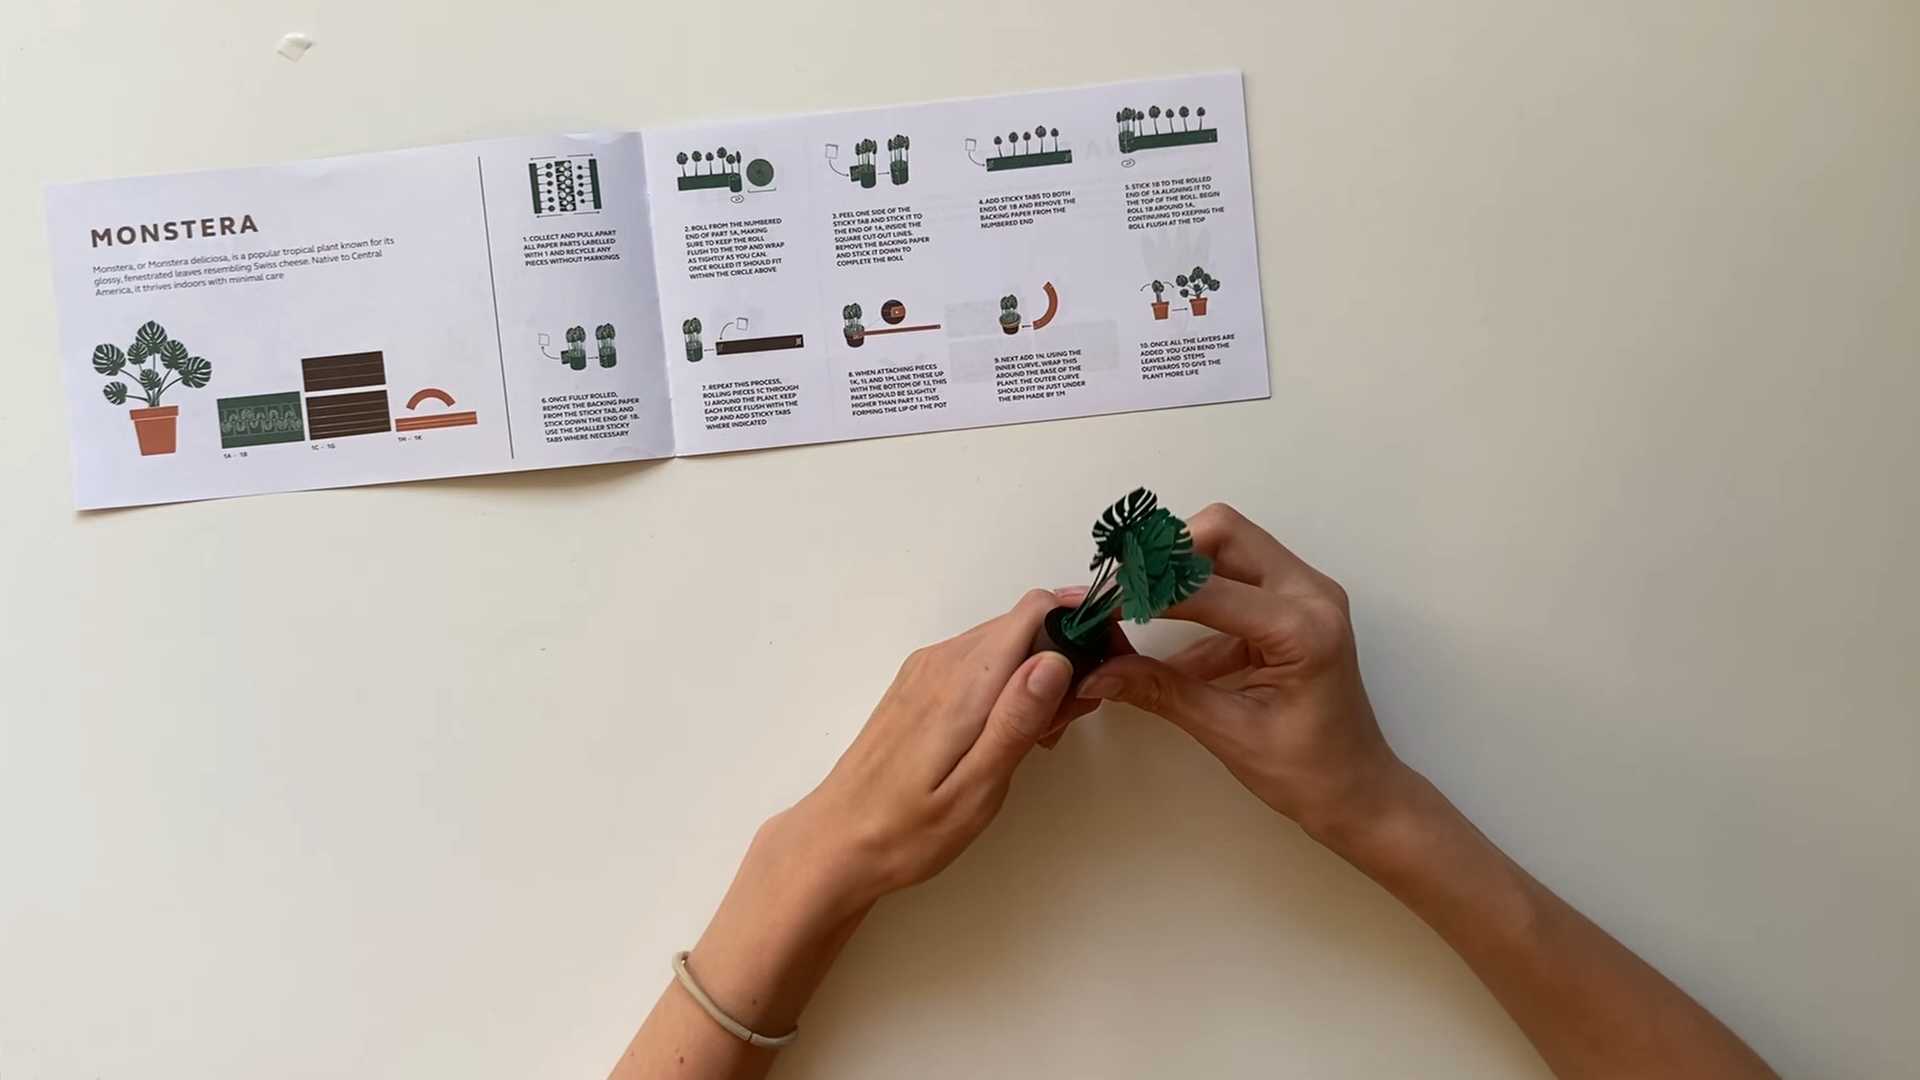 MONSTERA
Monstera, or Monstera deliciosa, is a popular tropical plant known for its
glossy, fenestrated leaves resembling Swiss cheese. Native to Central
America, it thrives indoors with minimal care
1A - 1B
1C - 1G
1H - 1K
1. COLLECT AND PULL APART
ALL PAPER PARTS LABELLED
WITH 1 AND RECYCLE ANY
PIECES WITHOUT MARKINGS
2. ROLL FROM THE NUMBERED
END OF PART 1A, MAKING
SURE TO KEEP THE ROLL
FLUSH TO THE TOP AND WRAP
AS TIGHTLY AS YOU CAN.
ONCE ROLLED IT SHOULD FIT
WITHIN THE CIRCLE ABOVE
3. PEEL ONE SIDE OF THE
STICKY TAB AND STICK IT TO
THE END OF 1A, INSIDE THE
SQUARE CUT-OUT LINES.
REMOVE THE BACKING PAPER
AND STICK IT DOWN TO
COMPLETE THE ROLL
4. ADD STICKY TABS TO BOTH
ENDS OF 1B AND REMOVE THE
BACKING PAPER FROM THE
NUMBERED END
5. STICK 1B TO THE ROLLED
END OF 1A ALIGNING IT TO
THE TOP OF THE ROLL. BEGIN
ROLL 1B AROUND 1A,
CONTINUING TO KEEPING THE
ROLL FLUSH AT THE TOP
6. ONCE FULLY ROLLED,
REMOVE THE BACKING PAPER
FROM THE STICKY TAB, AND
STICK DOWN THE END OF 1B.
USE THE SMALLER STICKY
TABS WHERE NECESSARY
7. REPEAT THIS PROCESS,
ROLLING PIECES 1C THROUGH
1J AROUND THE PLANT. KEEP
EACH PIECE FLUSH WITH THE
TOP AND ADD STICKY TABS
WHERE INDICATED
8. WHEN ATTACHING PIECES
1K, 1L AND 1M, LINE THESE UP
WITH THE BOTTOM OF 1J, THIS
PART SHOULD BE SLIGHTLY
HIGHER THAN PART 1J. THIS
FORMING THE LIP OF THE POT
9. NEXT ADD 1N. USING THE
INNER CURVE, WRAP THIS
AROUND THE BASE OF THE
PLANT. THE OUTER CURVE
SHOULD FIT IN JUST UNDER
THE RIM MADE BY 1M
10. ONCE ALL THE LAYERS ARE
ADDED YOU CAN BEND THE
LEAVES AND STEMS
OUTWARDS TO GIVE THE
PLANT MORE LIFE